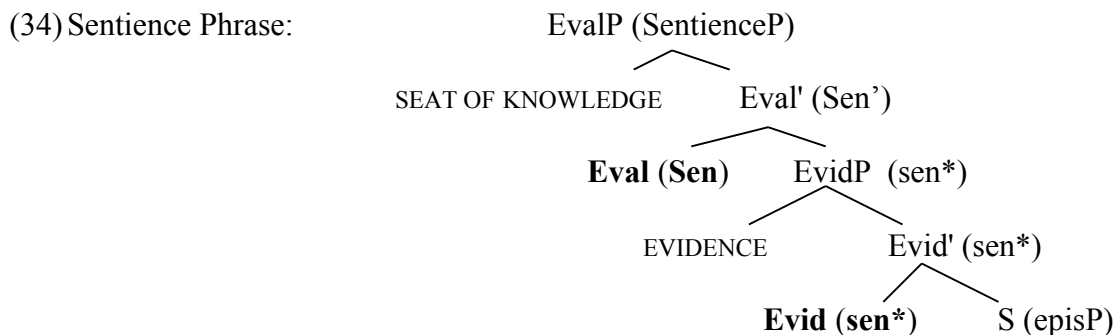 (34) Sentience Phrase: EvalP (SentienceP)
SEAT OF KNOWLEDGE Eval' (Sen’)
Eval (Sen) EvidP (sen*)
EVIDENCE Evid' (sen*)
Evid (sen*) S (episP)